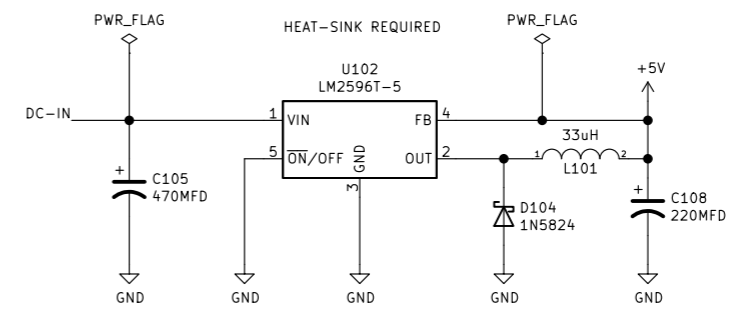 PWR_FLAG
HEAT-SINK REQUIRED
PWR_FLAG
U102
LM2596T-5
+5V
DC-IN
1
VIN
FB
4
33uH
5
ON/OFF
GND
OUT
2
1
2
L101
3
+
C105
470MFD
D104
1N5824
+
C108
220MFD
GND
GND
GND
GND
GND